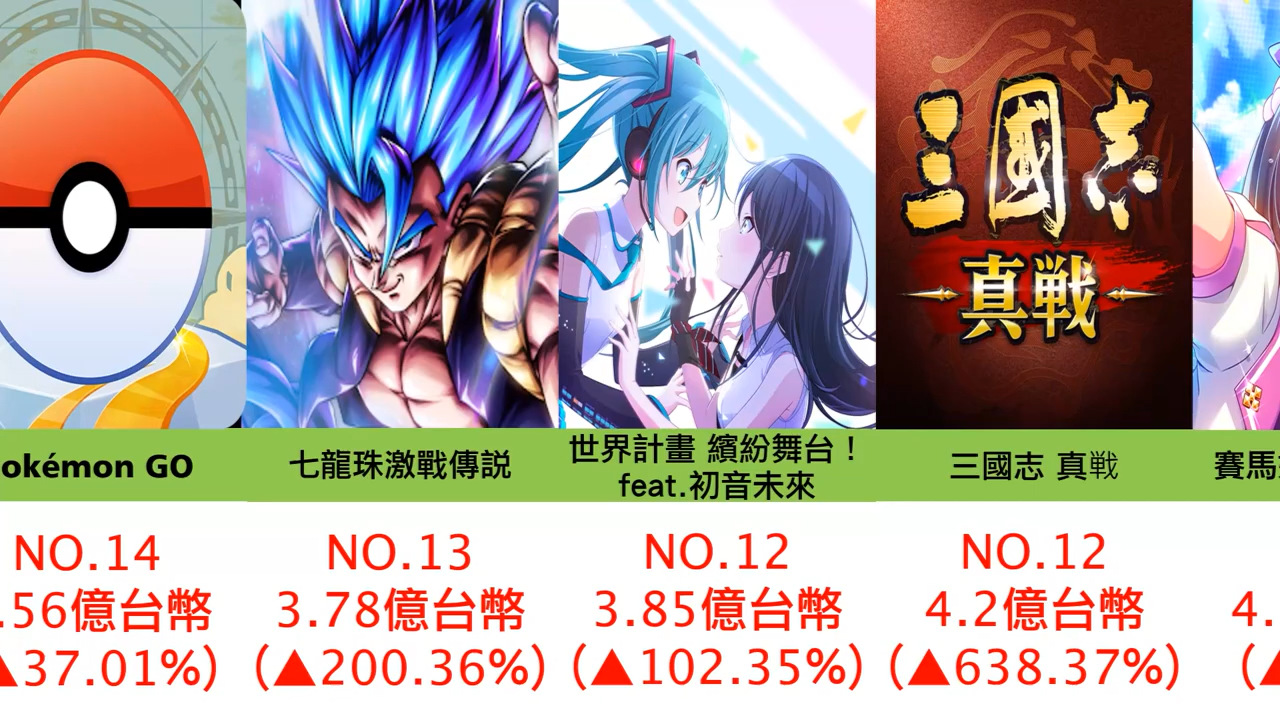 三國志
真戦
okémon GO
NO.14
.56億台幣
▲37.01%)
七龍珠激戰傳説
NO.13
3.78億台幣
(▲200.36%)
世界計畫 繽紛舞台！
feat.初音未來
NO.12
3.85億台幣
(▲102.35%)
三國志 真戦
NO.12
4.2億台幣
(▲638.37%)
賽馬
4.
(▲